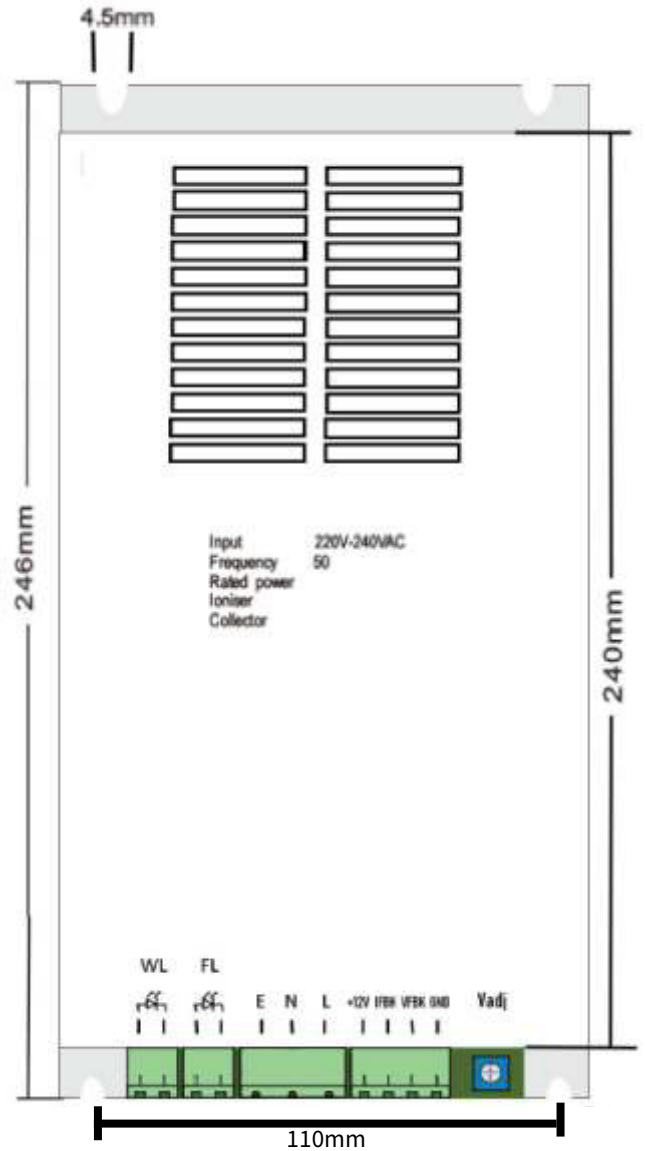 4.5mm
246mm
Input 220V-240VAC
Frequency 50
Rated power
Ioniser
Collector
240mm
WL FL
E N L +12V IFBK VFBK GND Vadj
110mm